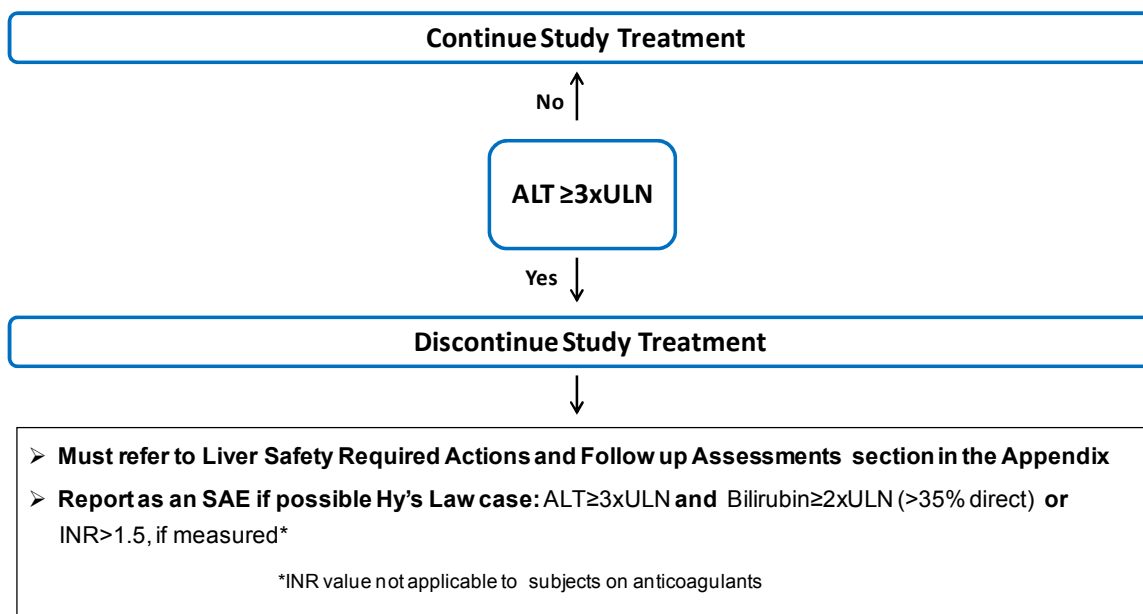 Continue Study Treatment
No
ALT ≥3xULN
Yes
Discontinue Study Treatment
➢ Must refer to Liver Safety Required Actions and Follow up Assessments section in the Appendix
➢ Report as an SAE if possible Hy's Law case: ALT≥3xULN and Bilirubin≥2xULN (>35% direct) or
INR>1.5, if measured*
*INR value not applicable to subjects on anticoagulants